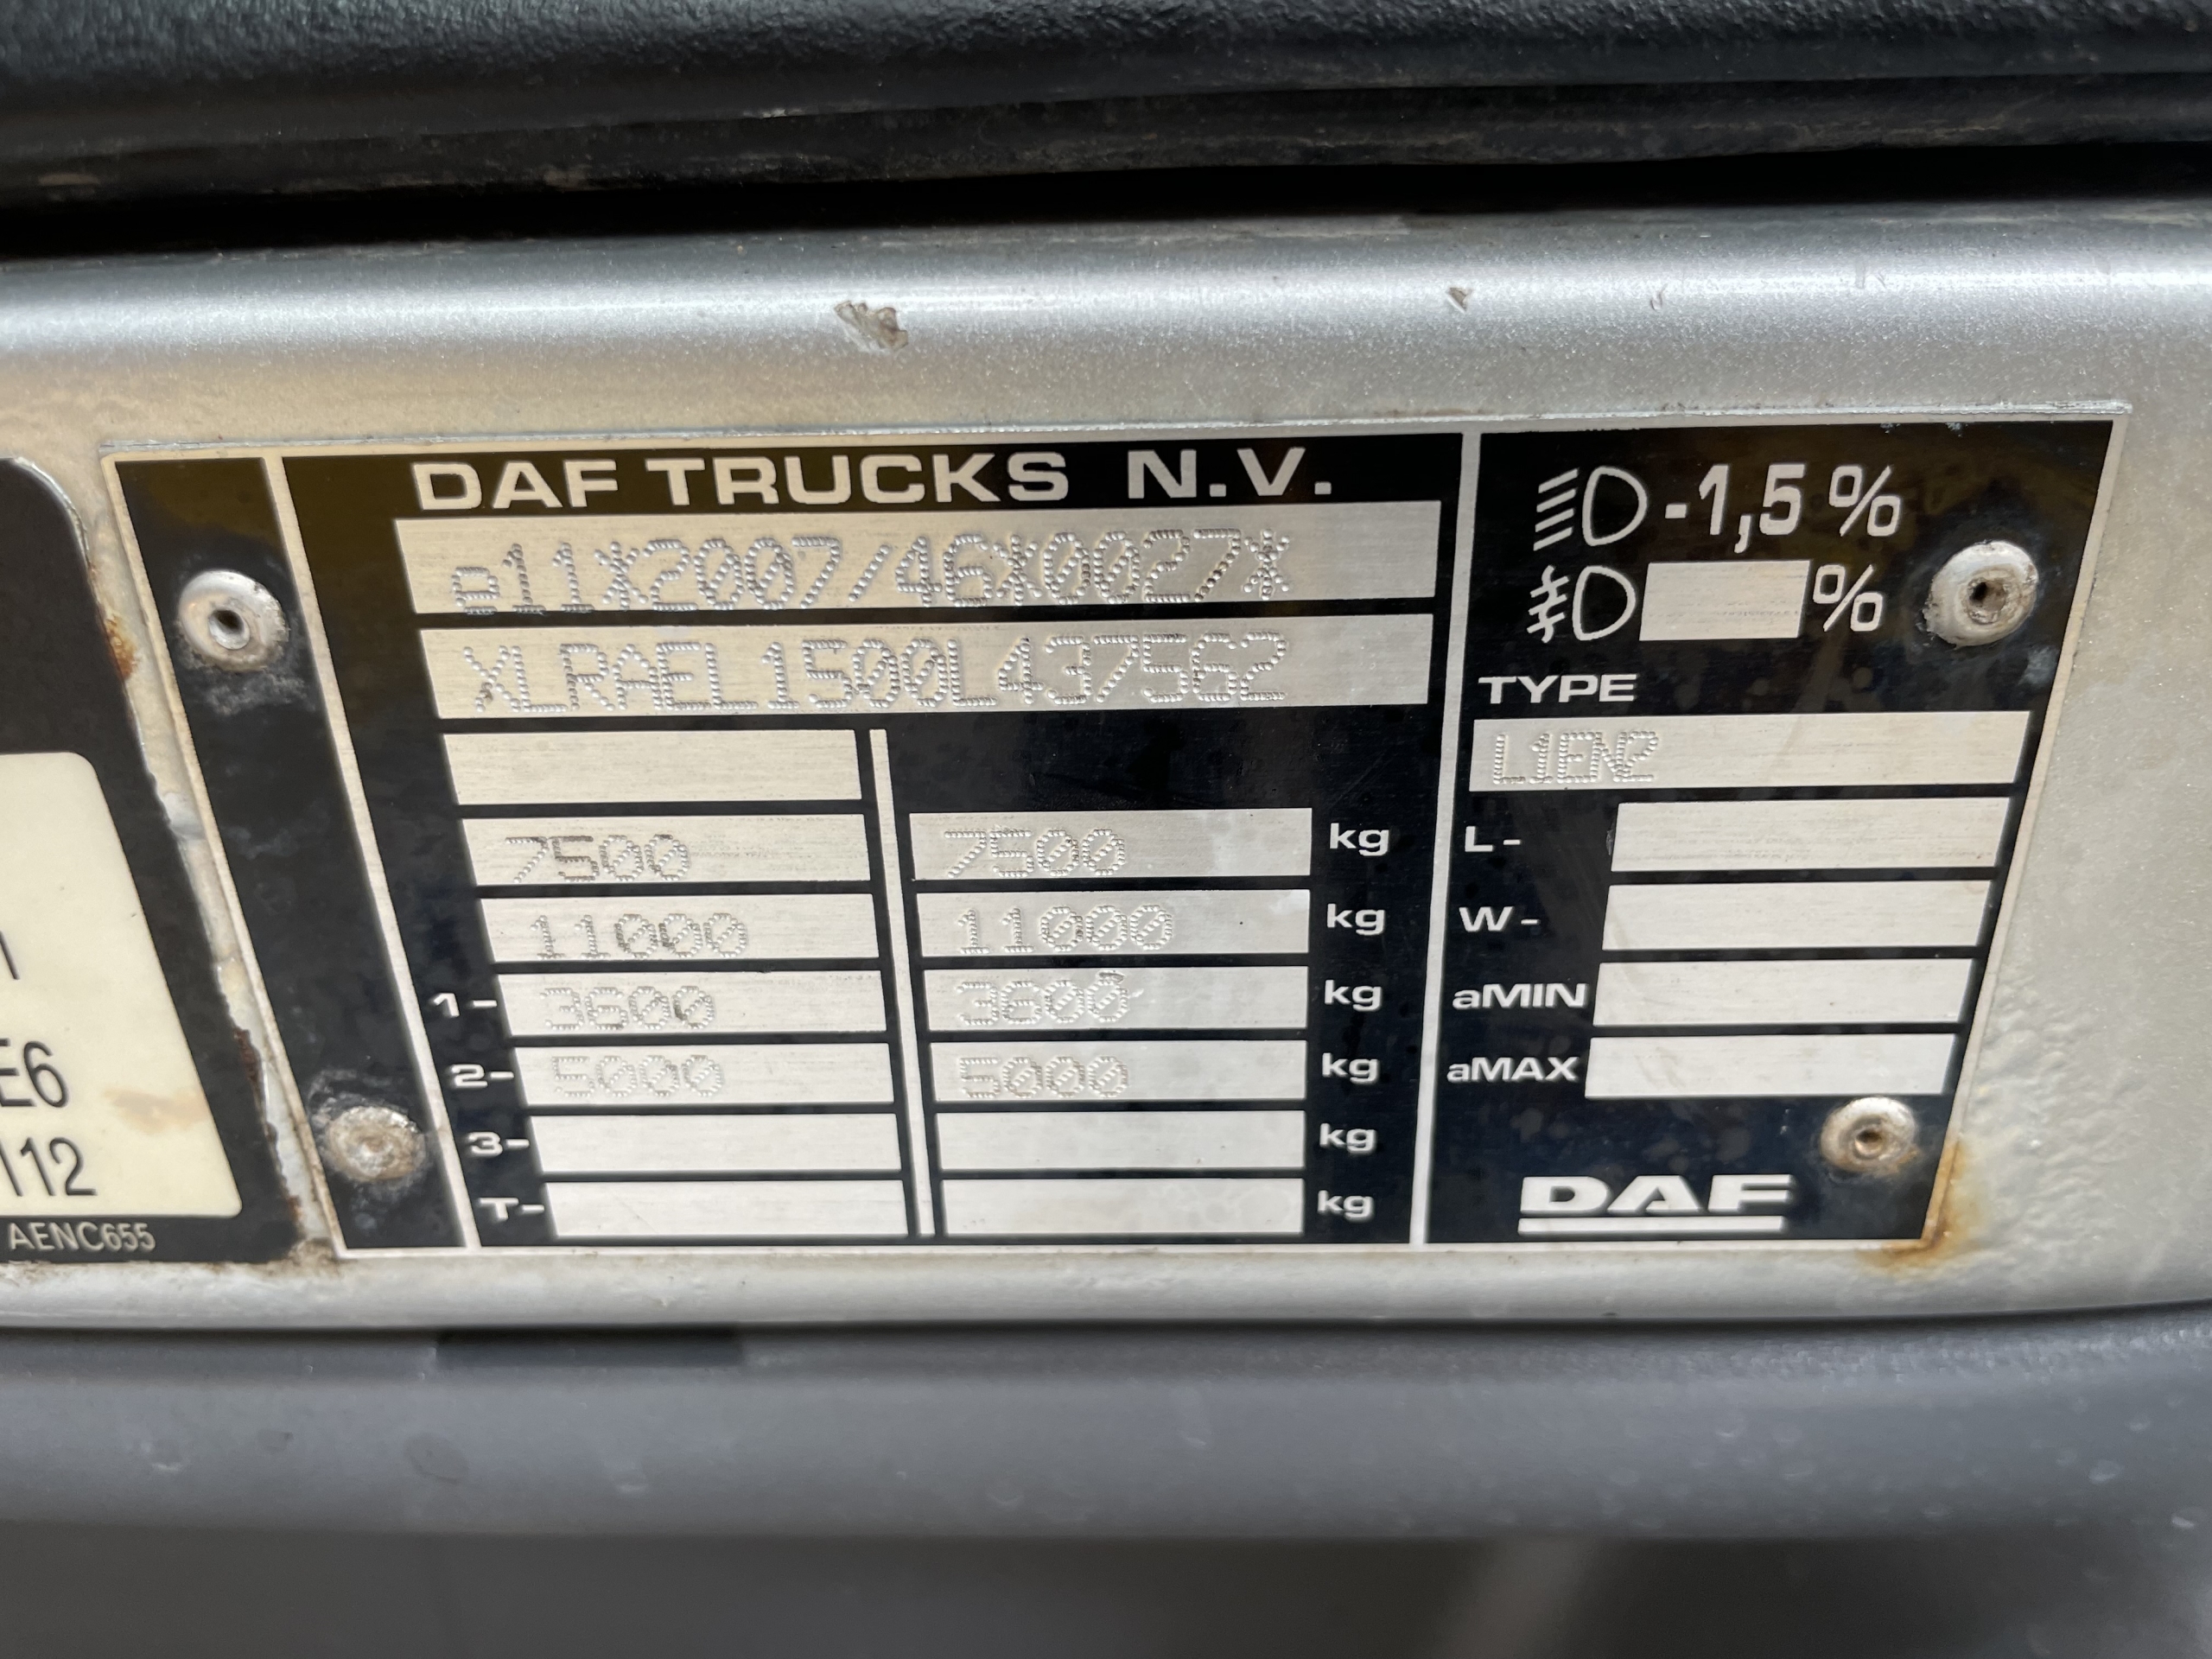 DAF TRUCKS N.V.
e11*2007/46*0027*
XLRAEL1500L437562
7500 7500 kg
11000 11000 kg
1- 3600 3600 kg
2- 5000 5000 kg
3- kg
T- kg
-1,5%
%
TYPE
L1EN2
L-
W-
aMIN
aMAX
DAF
1
E6
112
AENC655